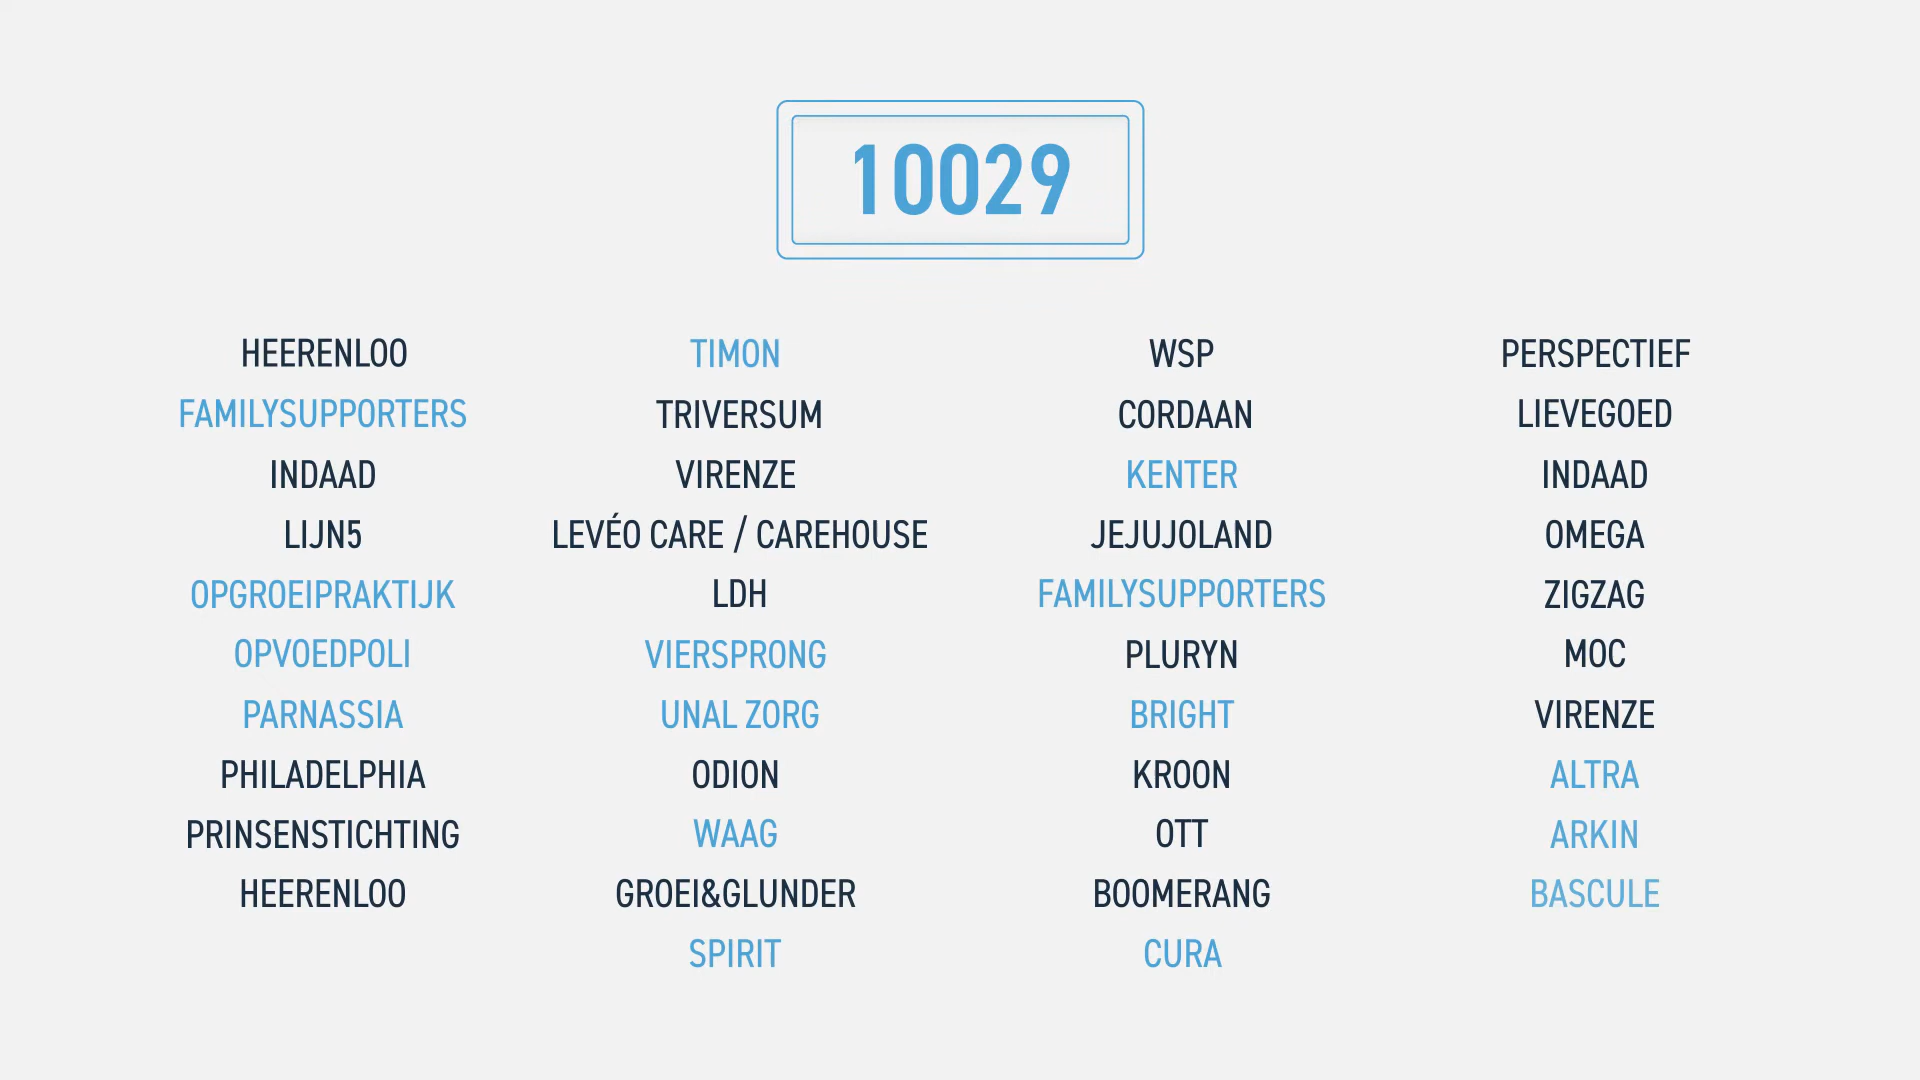 10029
HEERENLOO
FAMILYSUPPORTERS
INDAAD
LIJN5
OPGROEIPRAKTIJK
OPVOEDPOLI
PARNASSIA
PHILADELPHIA
PRINSENSTICHTING
HEERENLOO
TIMON
TRIVERSUM
VIRENZE
LEVÉO CARE / CAREHOUSE
LDH
VIERSPRONG
UNAL ZORG
ODION
WAAG
GROEI&GLUNDER
SPIRIT
WSP
CORDAAN
KENTER
JEJUJOLAND
FAMILYSUPPORTERS
PLURYN
BRIGHT
KROON
OTT
BOOMERANG
CURA
PERSPECTIEF
LIEVEGOED
INDAAD
OMEGA
ZIGZAG
MOC
VIRENZE
ALTRA
ARKIN
BASCULE